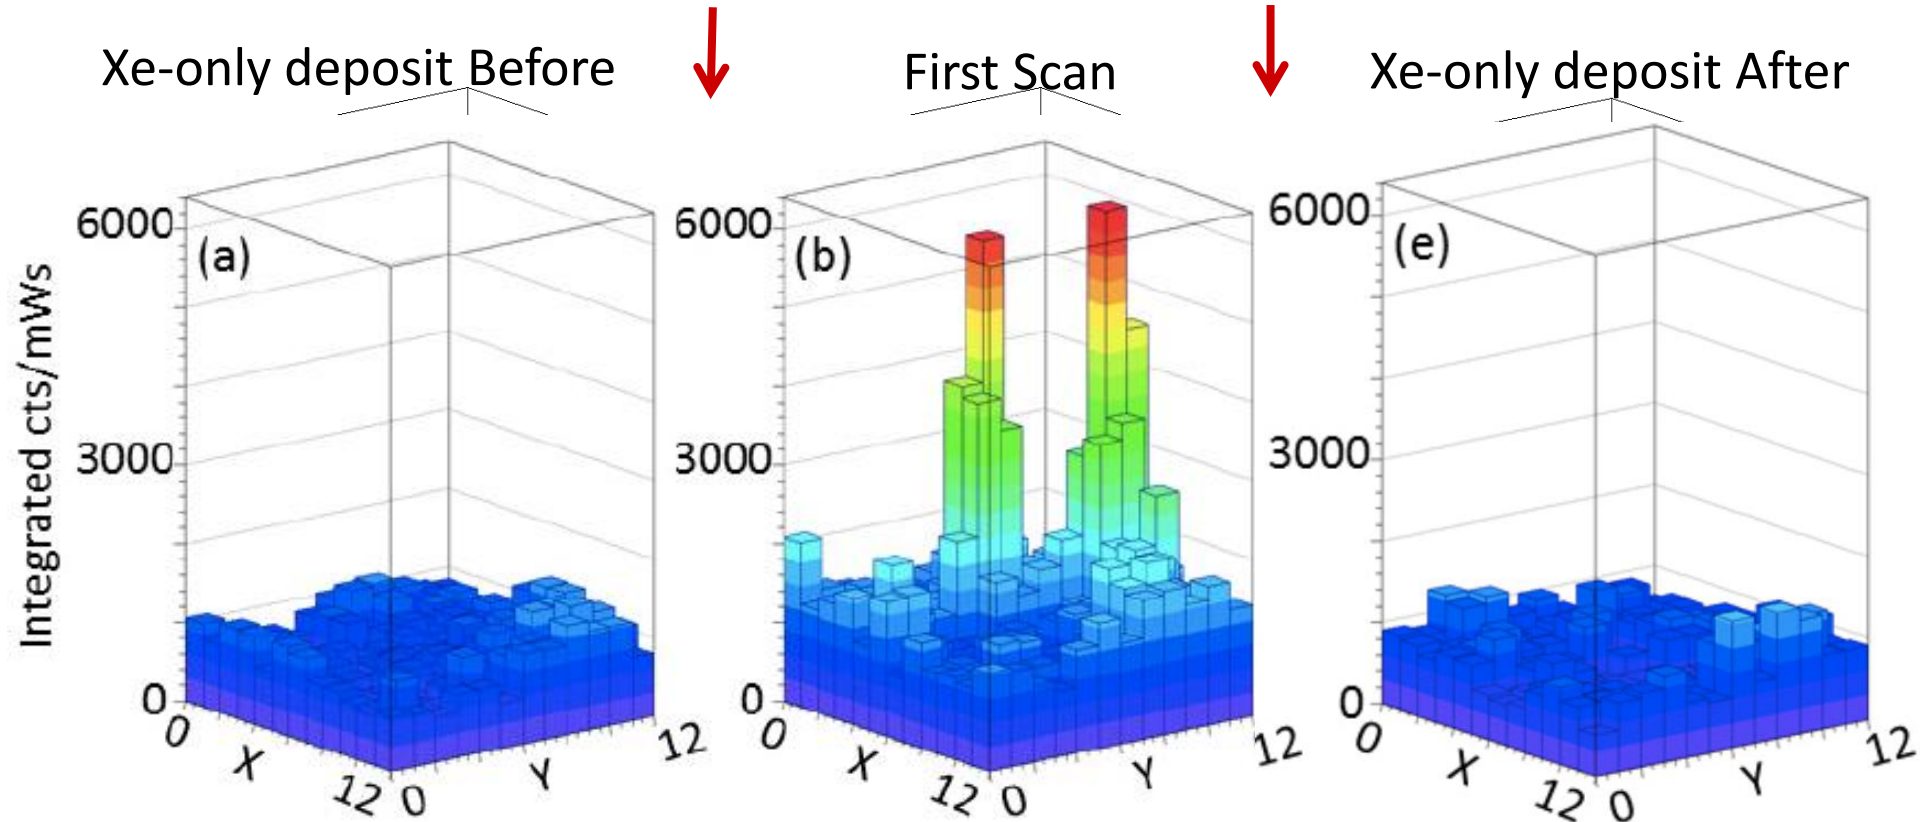 Xe-only deposit Before
First Scan
Xe-only deposit After
Integrated cts/mWs
(a)
6000
3000
0
0
X
12
0
Y
12
(b)
6000
3000
0
0
X
12
0
Y
12
(e)
6000
3000
0
0
X
12
0
Y
12